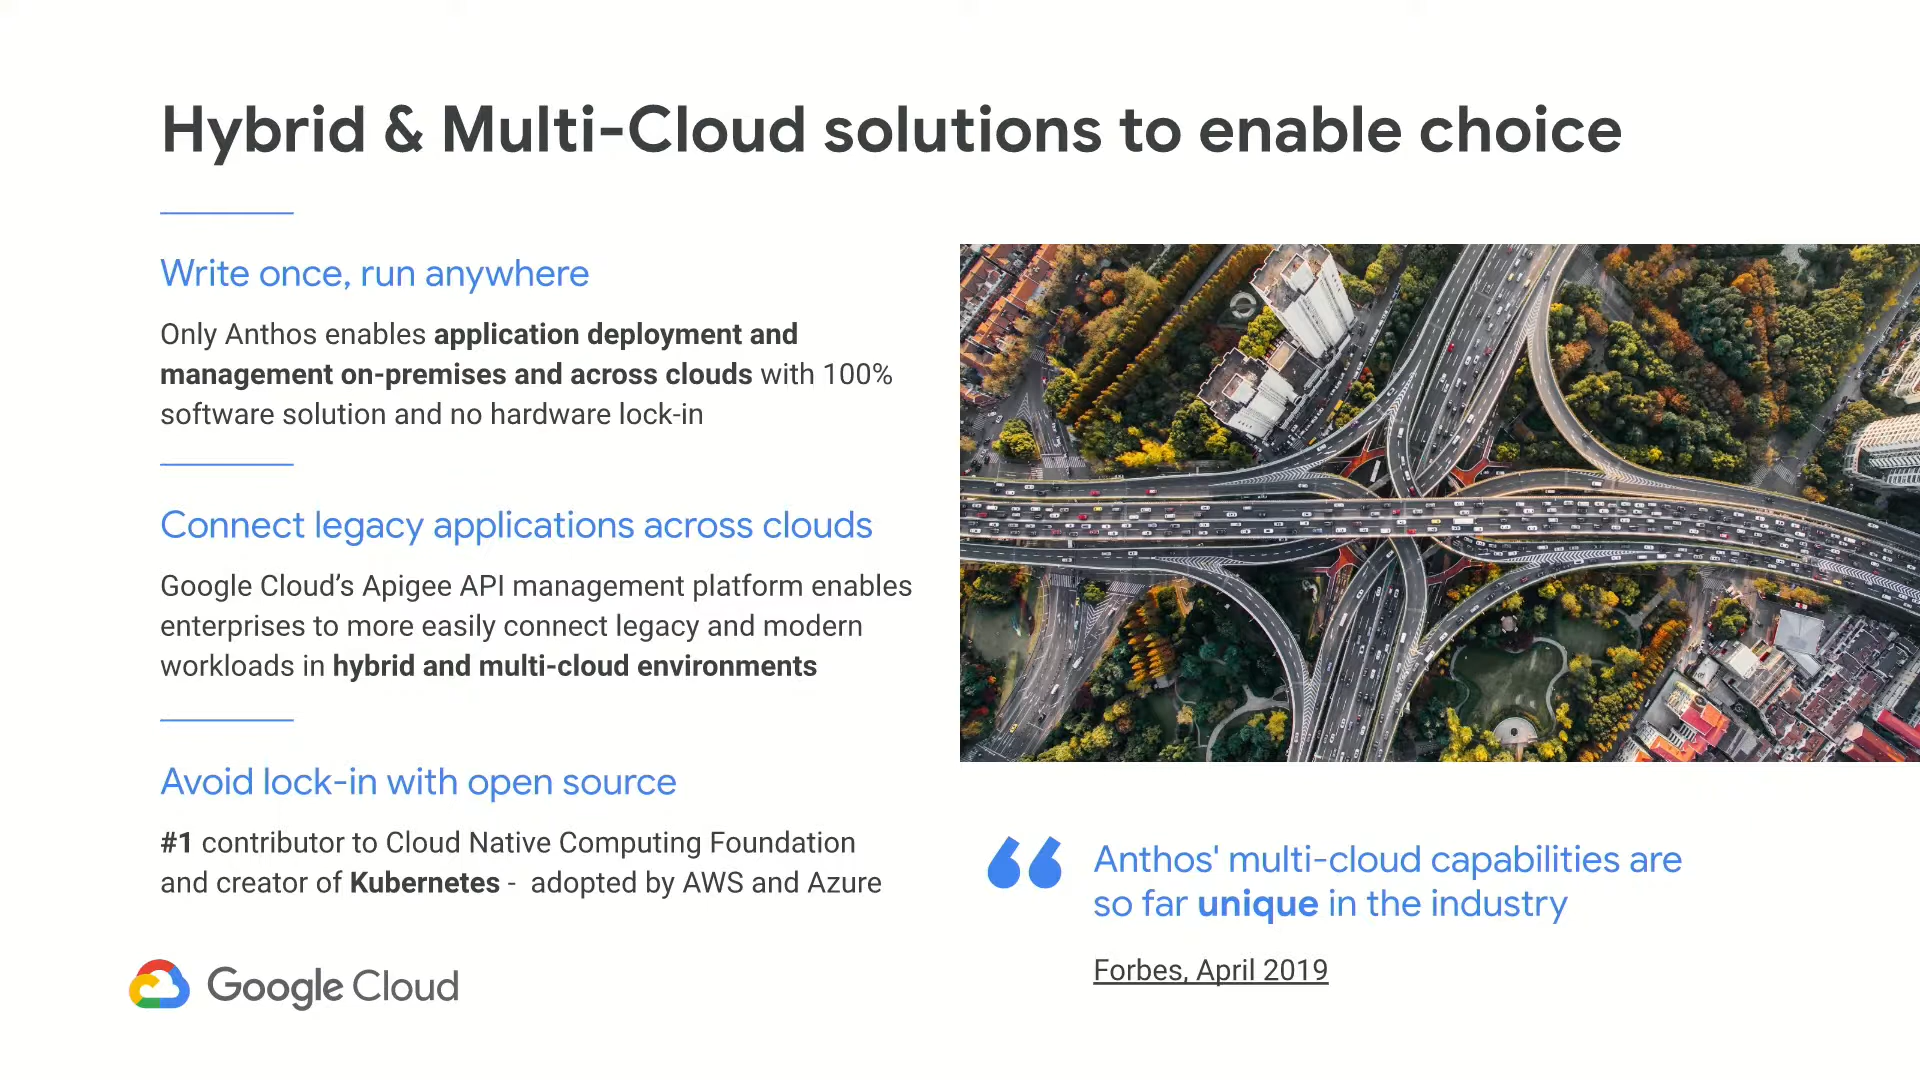 Hybrid & Multi-Cloud solutions to enable choice
Write once, run anywhere
Only Anthos enables application deployment and
management on-premises and across clouds with 100%
software solution and no hardware lock-in
Connect legacy applications across clouds
Google Cloud’s Apigee API management platform enables
enterprises to more easily connect legacy and modern
workloads in hybrid and multi-cloud environments
Avoid lock-in with open source
#1 contributor to Cloud Native Computing Foundation
and creator of Kubernetes - adopted by AWS and Azure
Google Cloud
“ Anthos' multi-cloud capabilities are
so far unique in the industry
Forbes, April 2019